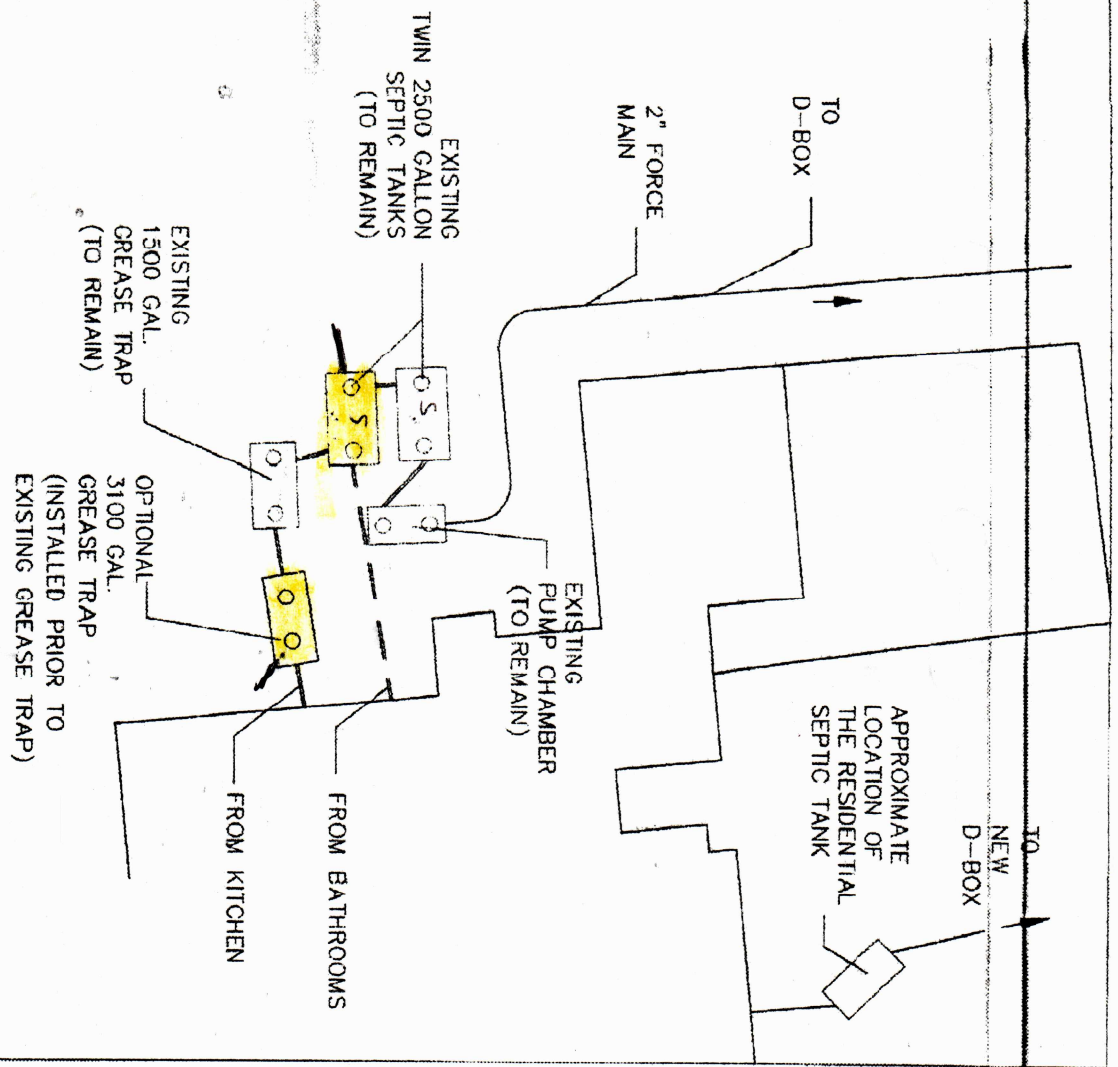 TO
D-BOX
2" FORCE
MAIN
EXISTING
TWIN 2500 GALLON
SEPTIC TANKS
(TO REMAIN)
EXISTING
1500 GAL.
GREASE TRAP
(TO REMAIN)
OPTIONAL
3100 GAL.
GREASE TRAP
(INSTALLED PRIOR TO
EXISTING GREASE TRAP)
S
S
EXISTING
PUMP CHAMBER
(TO REMAIN)
FROM BATHROOMS
FROM KITCHEN
APPROXIMATE
LOCATION OF
THE RESIDENTIAL
SEPTIC TANK
TO
NEW
D-BOX